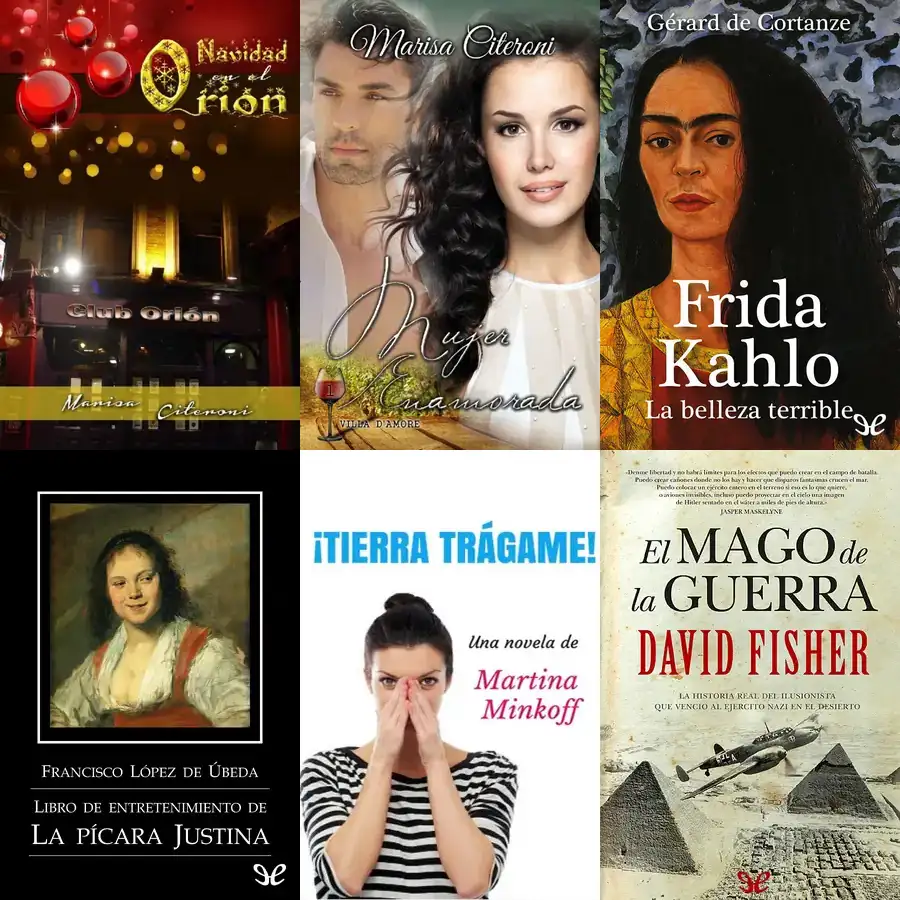 Navidad
en el
Orión
Club Orión
Marisa Citeroni
Marisa Citeroni
Mujer
Enamorada
VILLA D'AMORE
Gérard de Cortanze
Frida
Kahlo
La belleza terrible
FRANCISCO LÓPEZ DE ÚBEDA
LIBRO DE ENTRETENIMIENTO DE
LA PÍCARA JUSTINA
¡TIERRA TRÁGAME!
Una novela de
Martina
Minkoff
«Denme libertad y no habrá límites para los efectos que puedo crear en el campo de batalla.
Puedo crear cañones donde no los hay y hacer que disparos fantasmas crucen el mar.
Puedo colocar un ejército entero en el terreno si eso es lo que quiere,
o aviones invisibles, incluso puedo proyectar en el cielo una imagen
de Hitler sentado en el wáter a miles de pies de altura.»
JASPER MASKELYNE
El MAGO de
la GUERRA
DAVID FISHER
LA HISTORIA REAL DEL ILUSIONISTA
QUE VENCIÓ AL EJÉRCITO NAZI EN EL DESIERTO